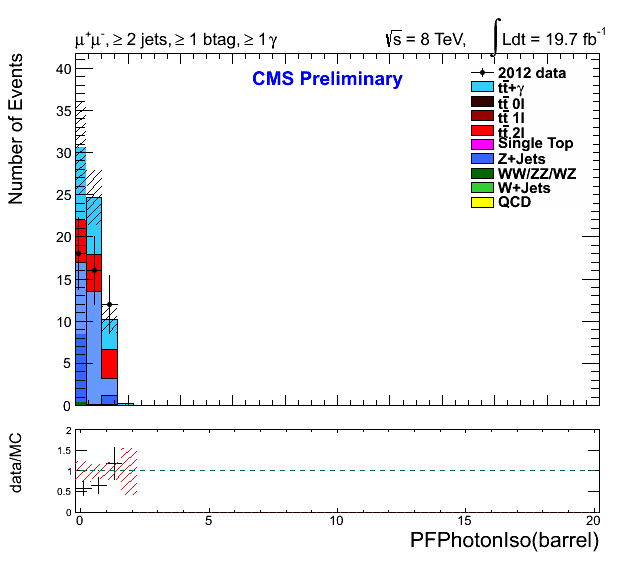 μ⁺μ⁻, ≥ 2 jets, ≥ 1 btag, ≥ 1 γ
√s = 8 TeV, ∫ Ldt = 19.7 fb⁻¹
CMS Preliminary
2012 data
tt̄+γ
tt̄ 0l
tt̄ 1l
tt̄ 2l
Single Top
Z+Jets
WW/ZZ/WZ
W+Jets
QCD
Number of Events
40
35
30
25
20
15
10
5
0
data/MC
2
1.5
1
0.5
0
0 5 10 15 20
PFPhotonIso(barrel)